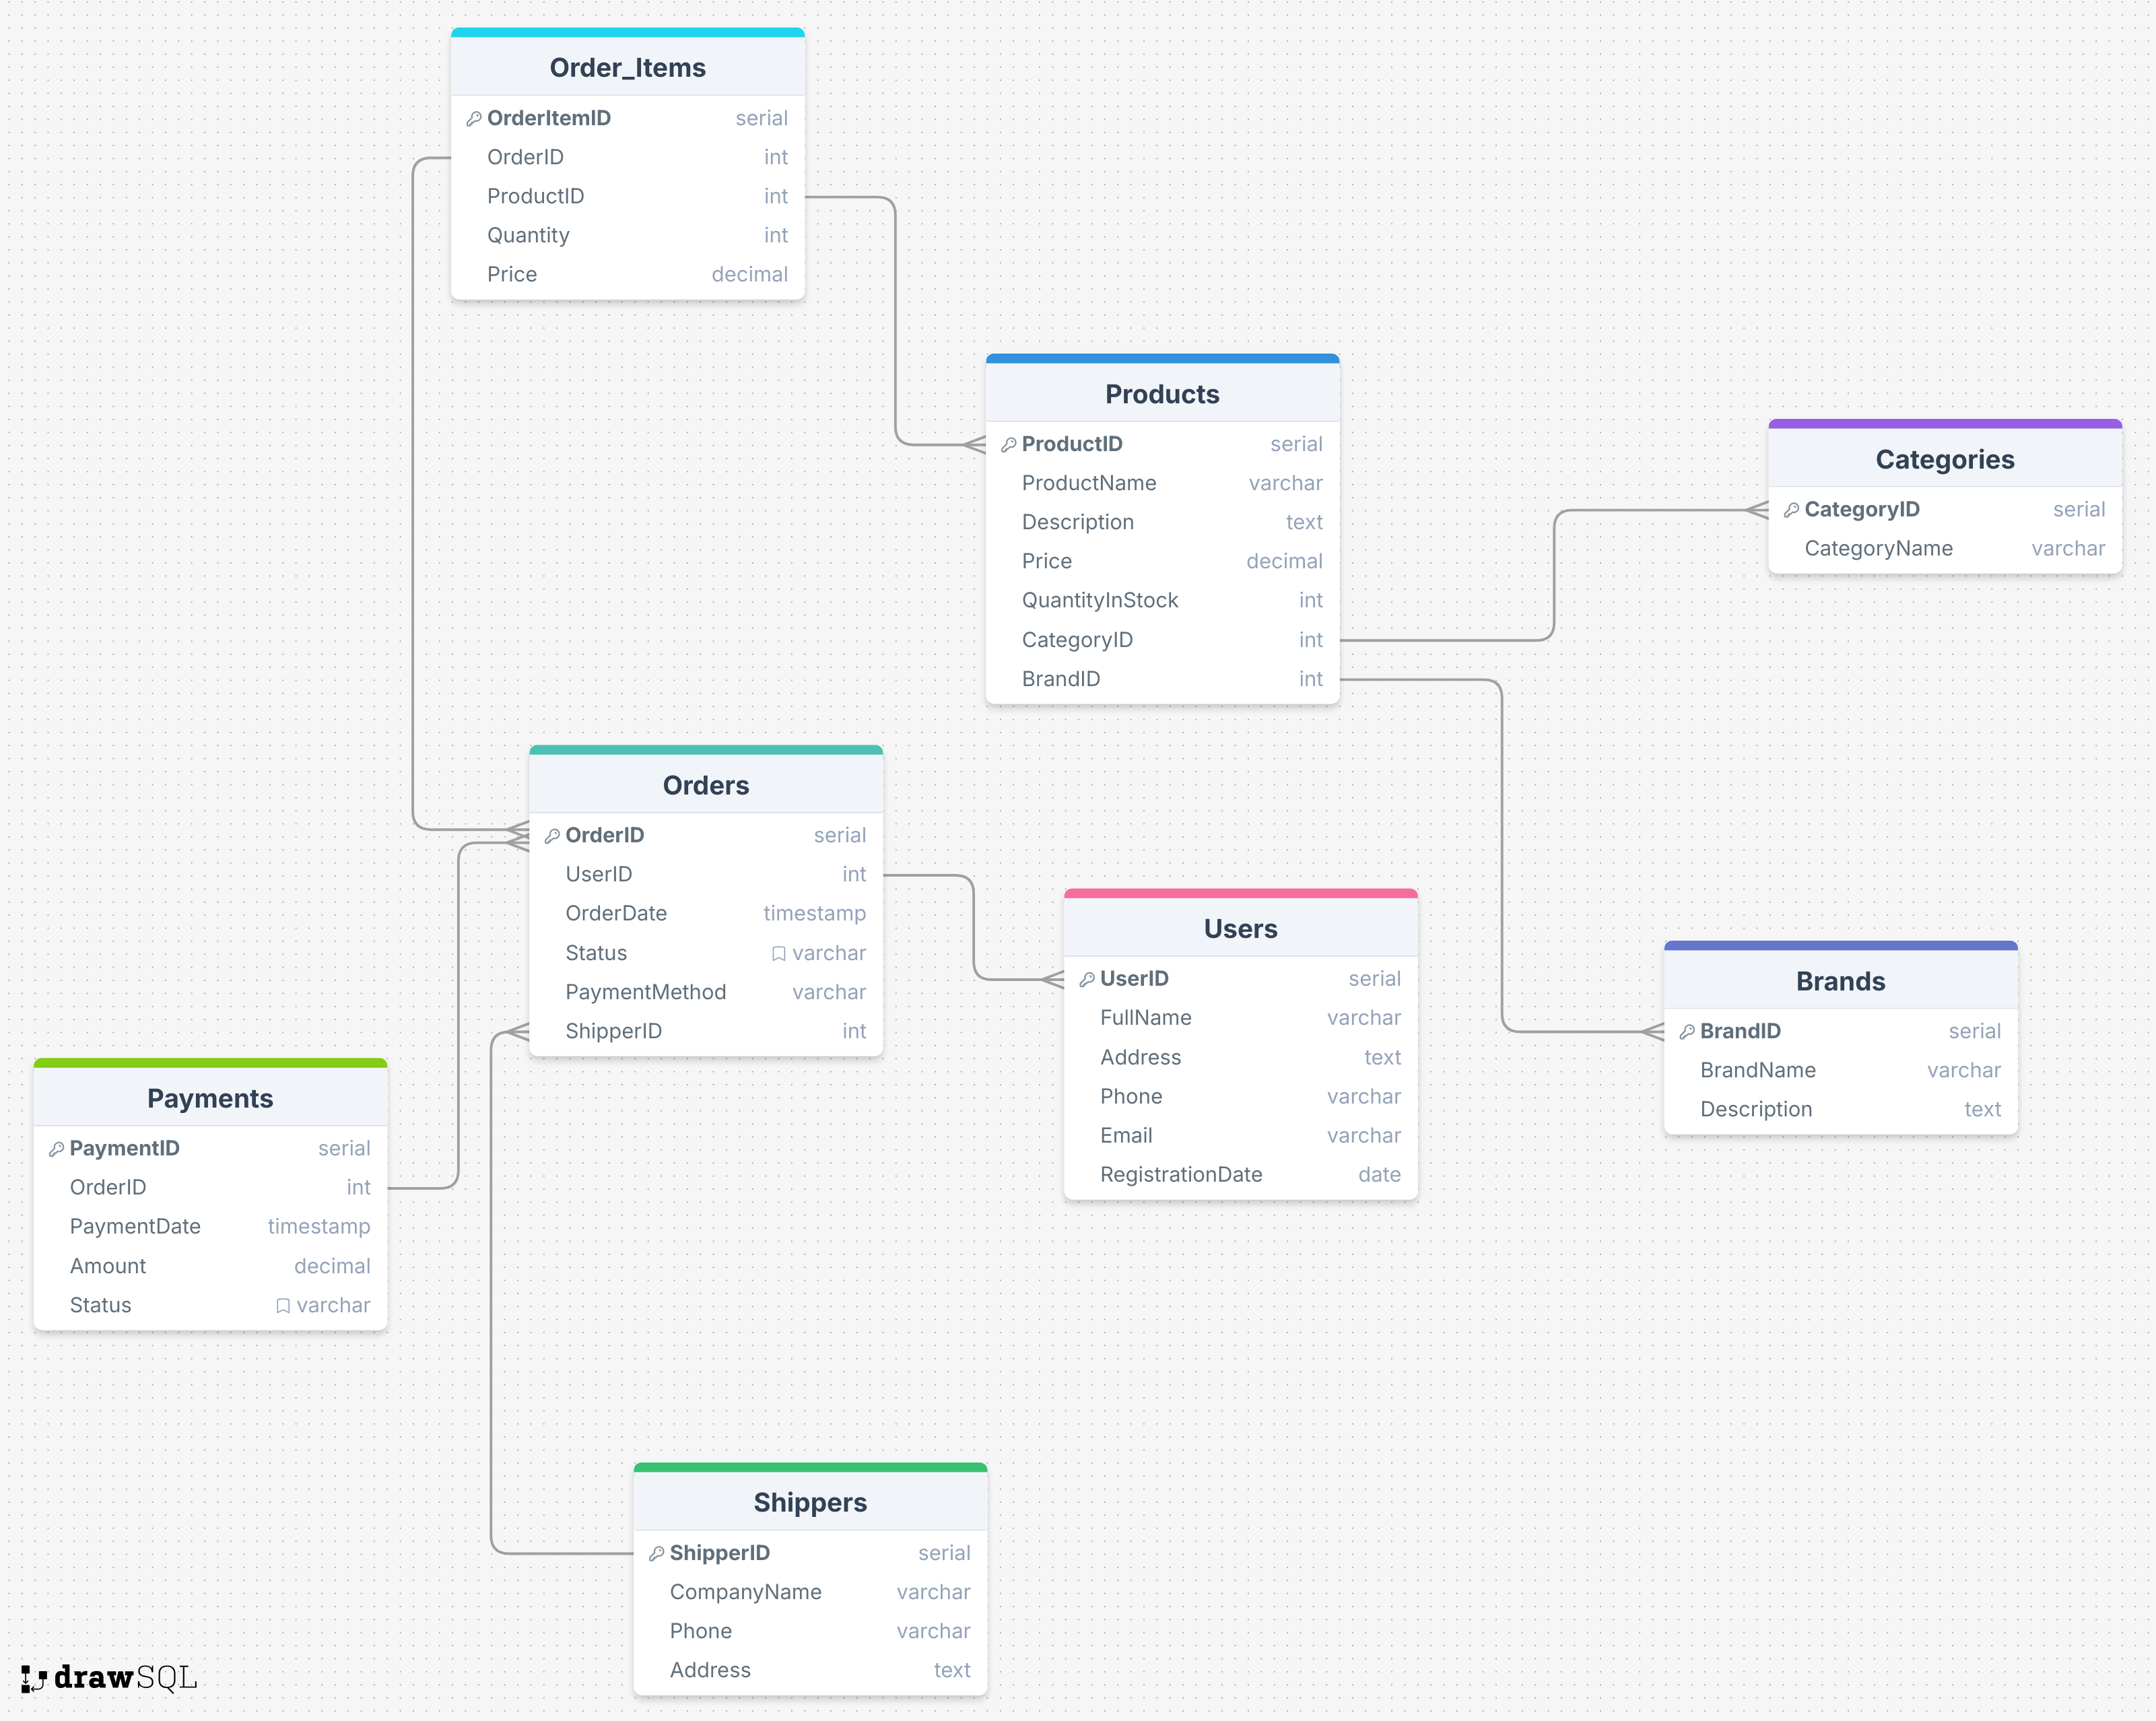 Order_Items
OrderItemID serial
OrderID int
ProductID int
Quantity int
Price decimal
Products
ProductID serial
ProductName varchar
Description text
Price decimal
QuantityInStock int
CategoryID int
BrandID int
Categories
CategoryID serial
CategoryName varchar
Orders
OrderID serial
UserID int
OrderDate timestamp
Status varchar
PaymentMethod varchar
ShipperID int
Users
UserID serial
FullName varchar
Address text
Phone varchar
Email varchar
RegistrationDate date
Brands
BrandID serial
BrandName varchar
Description text
Payments
PaymentID serial
OrderID int
PaymentDate timestamp
Amount decimal
Status varchar
Shippers
ShipperID serial
CompanyName varchar
Phone varchar
Address text
drawSQL